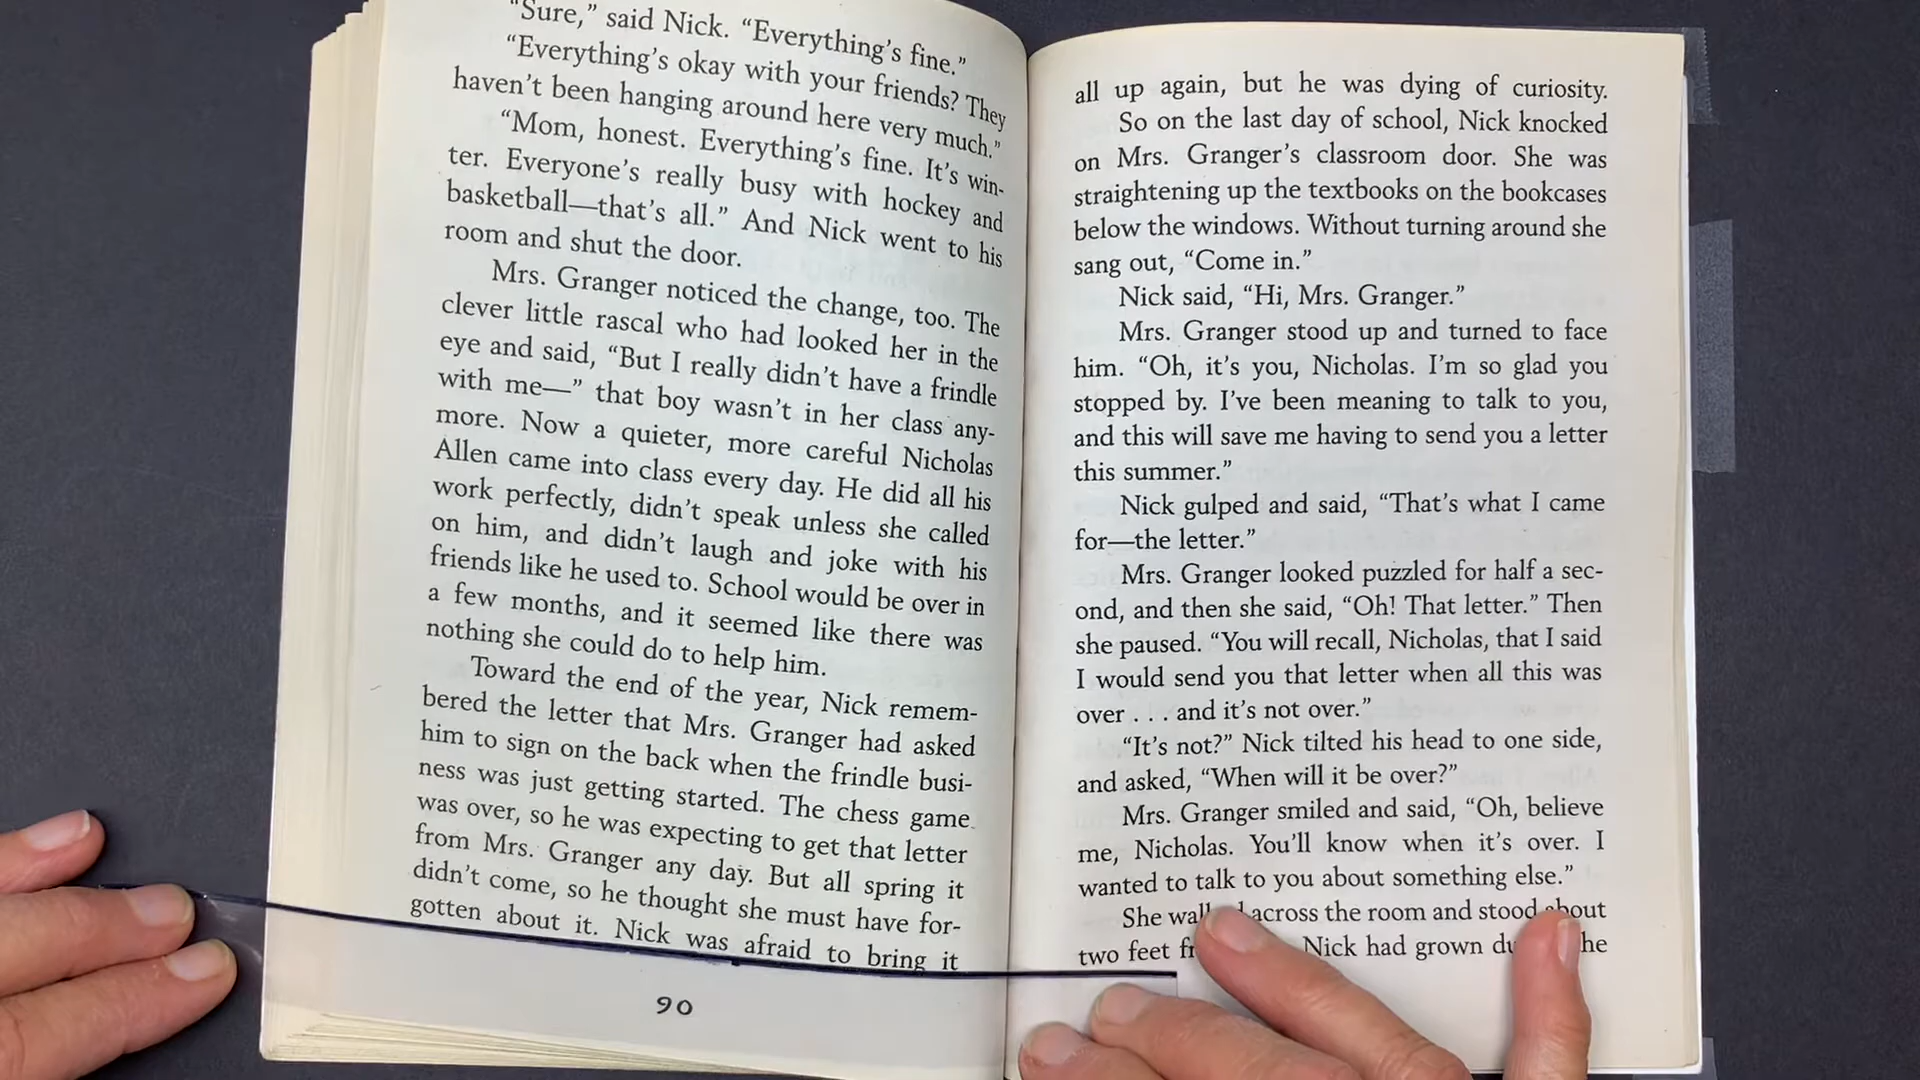 "Sure," said Nick. "Everything's fine."
"Everything's okay with your friends? They
haven't been hanging around here very much."
"Mom, honest. Everything's fine. It's win-
ter. Everyone's really busy with hockey and
basketball—that's all." And Nick went to his
room and shut the door.
Mrs. Granger noticed the change, too. The
clever little rascal who had looked her in the
eye and said, "But I really didn't have a frindle
with me—" that boy wasn't in her class any-
more. Now a quieter, more careful Nicholas
Allen came into class every day. He did all his
work perfectly, didn't speak unless she called
on him, and didn't laugh and joke with his
friends like he used to. School would be over in
a few months, and it seemed like there was
nothing she could do to help him.
Toward the end of the year, Nick remem-
bered the letter that Mrs. Granger had asked
him to sign on the back when the frindle busi-
ness was just getting started. The chess game
was over, so he was expecting to get that letter
from Mrs. Granger any day. But all spring it
didn't come, so he thought she must have for-
gotten about it. Nick was afraid to bring it
90
all up again, but he was dying of curiosity.
So on the last day of school, Nick knocked
on Mrs. Granger's classroom door. She was
straightening up the textbooks on the bookcases
below the windows. Without turning around she
sang out, "Come in."
Nick said, "Hi, Mrs. Granger."
Mrs. Granger stood up and turned to face
him. "Oh, it's you, Nicholas. I'm so glad you
stopped by. I've been meaning to talk to you,
and this will save me having to send you a letter
this summer."
Nick gulped and said, "That's what I came
for—the letter."
Mrs. Granger looked puzzled for half a sec-
ond, and then she said, "Oh! That letter." Then
she paused. "You will recall, Nicholas, that I said
I would send you that letter when all this was
over . . . and it's not over."
"It's not?" Nick tilted his head to one side,
and asked, "When will it be over?"
Mrs. Granger smiled and said, "Oh, believe
me, Nicholas. You'll know when it's over. I
wanted to talk to you about something else."
She across the room and stood about
two feet Nick had grown